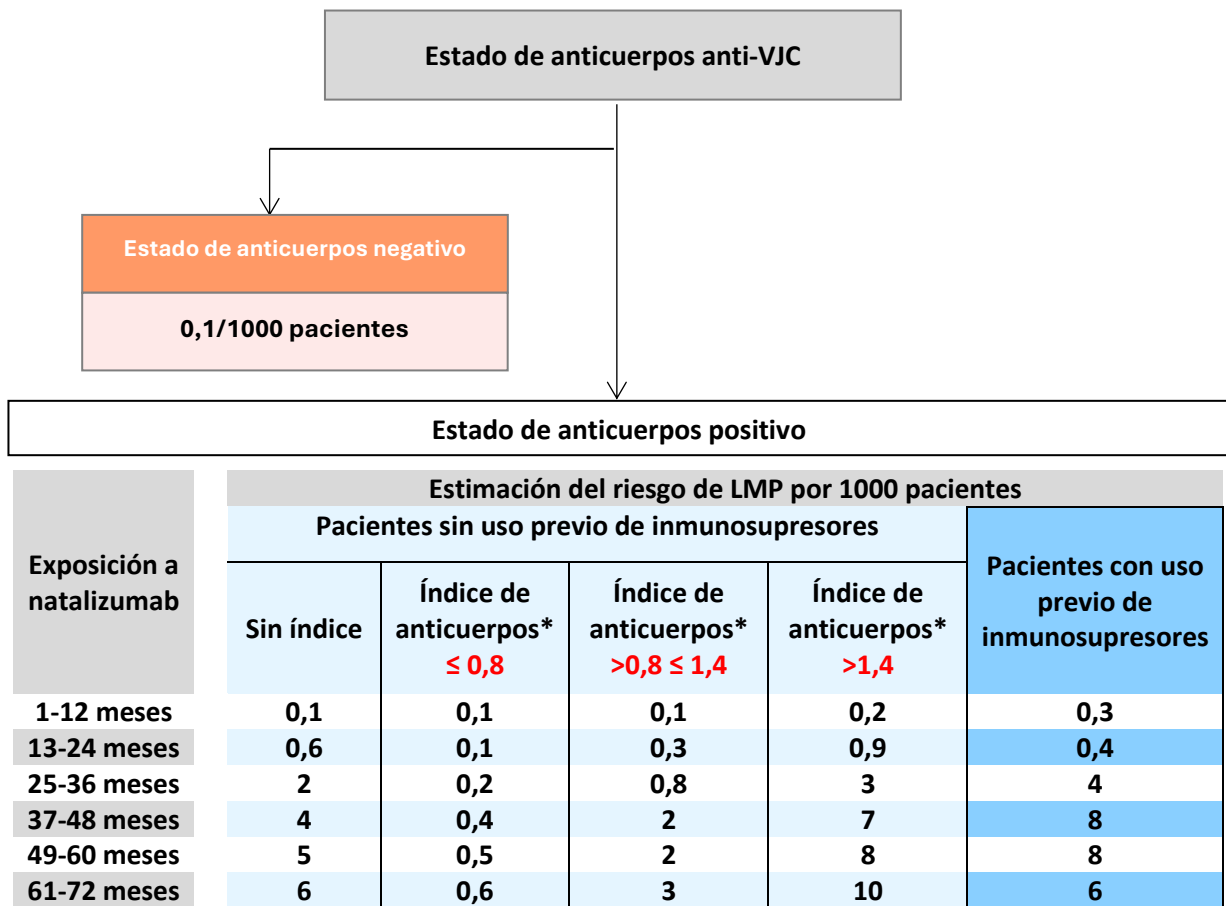 Estado de anticuerpos anti-VJC
Estado de anticuerpos negativo
0,1/1000 pacientes
Estado de anticuerpos positivo
Exposición a
natalizumab
Estimación del riesgo de LMP por 1000 pacientes
Pacientes sin uso previo de inmunosupresores
Pacientes con uso
previo de
inmunosupresores
Sin índice
Índice de
anticuerpos*
≤ 0,8
Índice de
anticuerpos*
>0,8 ≤ 1,4
Índice de
anticuerpos*
>1,4
1-12 meses 0,1 0,1 0,1 0,2 0,3
13-24 meses 0,6 0,1 0,3 0,9 0,4
25-36 meses 2 0,2 0,8 3 4
37-48 meses 4 0,4 2 7 8
49-60 meses 5 0,5 2 8 8
61-72 meses 6 0,6 3 10 6